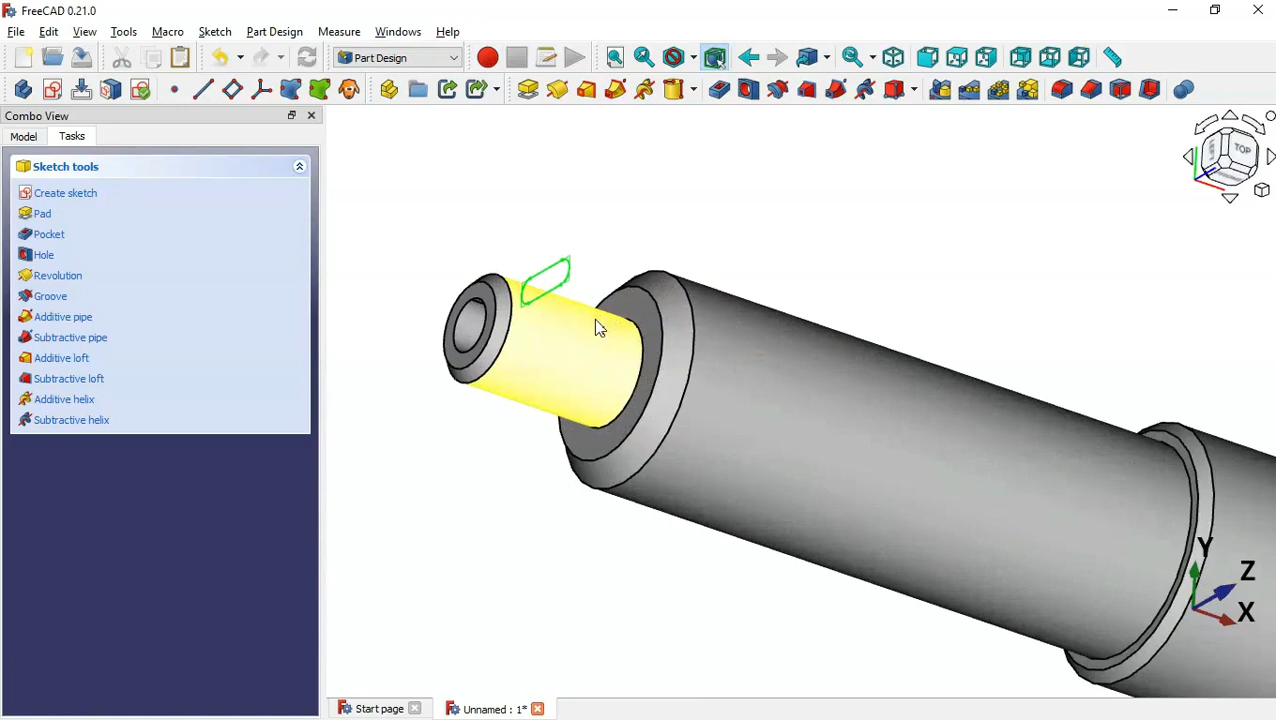 FreeCAD 0.21.0
File Edit View Tools Macro Sketch Part Design Measure Windows Help
Part Design
Combo View
Model Tasks
TOP
Sketch tools
Create sketch
Pad
Pocket
Hole
Revolution
Groove
Additive pipe
Subtractive pipe
Additive loft
Subtractive loft
Additive helix
Subtractive helix
Y
Z
X
Start page Unnamed : 1*